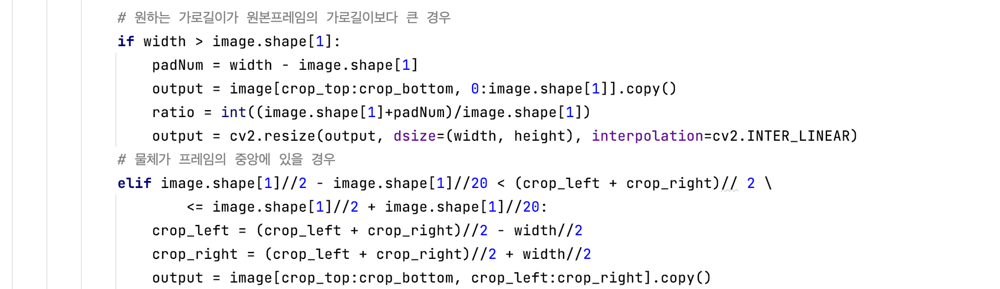 # 원하는 가로길이가 원본프레임의 가로길이보다 큰 경우
if width > image.shape[1]:
    padNum = width - image.shape[1]
    output = image[crop_top:crop_bottom, 0:image.shape[1]].copy()
    ratio = int((image.shape[1]+padNum)/image.shape[1])
    output = cv2.resize(output, dsize=(width, height), interpolation=cv2.INTER_LINEAR)
# 물체가 프레임의 중앙에 있을 경우
elif image.shape[1]//2 - image.shape[1]//20 < (crop_left + crop_right)// 2 \
        <= image.shape[1]//2 + image.shape[1]//20:
    crop_left = (crop_left + crop_right)//2 - width//2
    crop_right = (crop_left + crop_right)//2 + width//2
    output = image[crop_top:crop_bottom, crop_left:crop_right].copy()